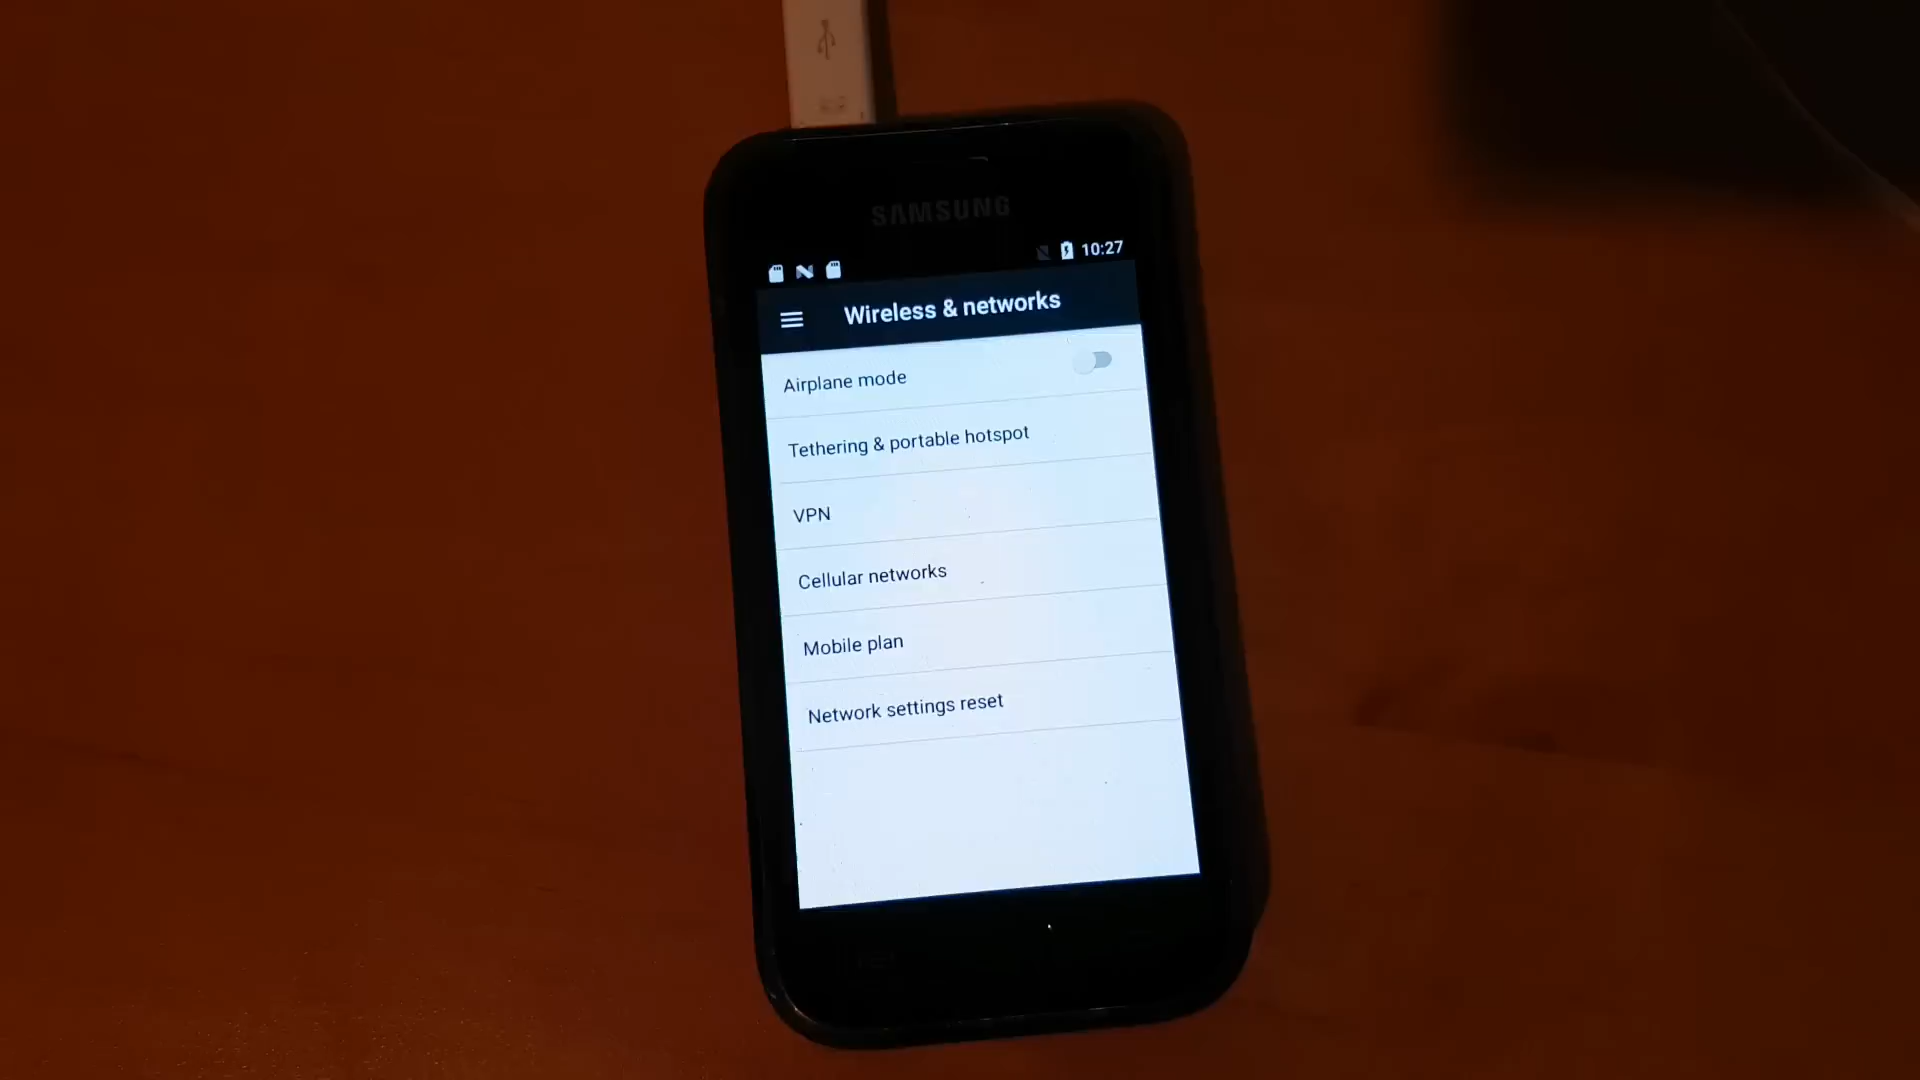 SAMSUNG
10:27
Wireless & networks
Airplane mode
Tethering & portable hotspot
VPN
Cellular networks
Mobile plan
Network settings reset